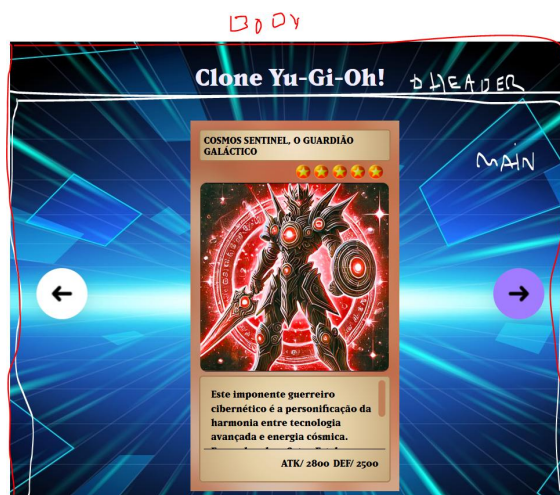 BODY
Clone Yu-Gi-Oh!
HEADER
COSMOS SENTINEL, O GUARDIÃO
GALÁCTICO
MAIN
Este imponente guerreiro
cibernético é a personificação da
harmonia entre tecnologia
avançada e energia cósmica.
ATK/ 2800 DEF/ 2500